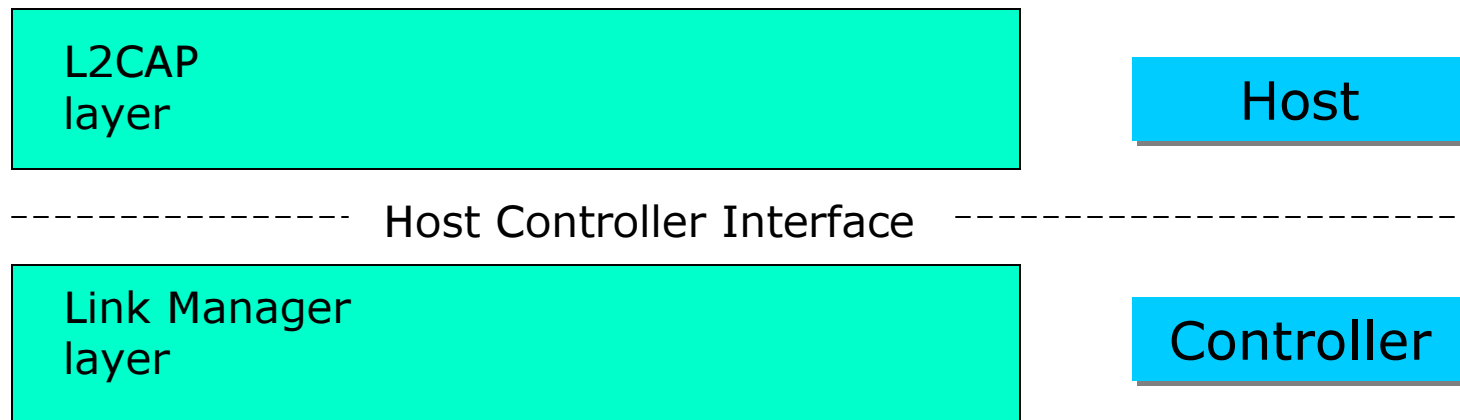 L2CAP
layer
Host
Host Controller Interface
Link Manager
layer
Controller